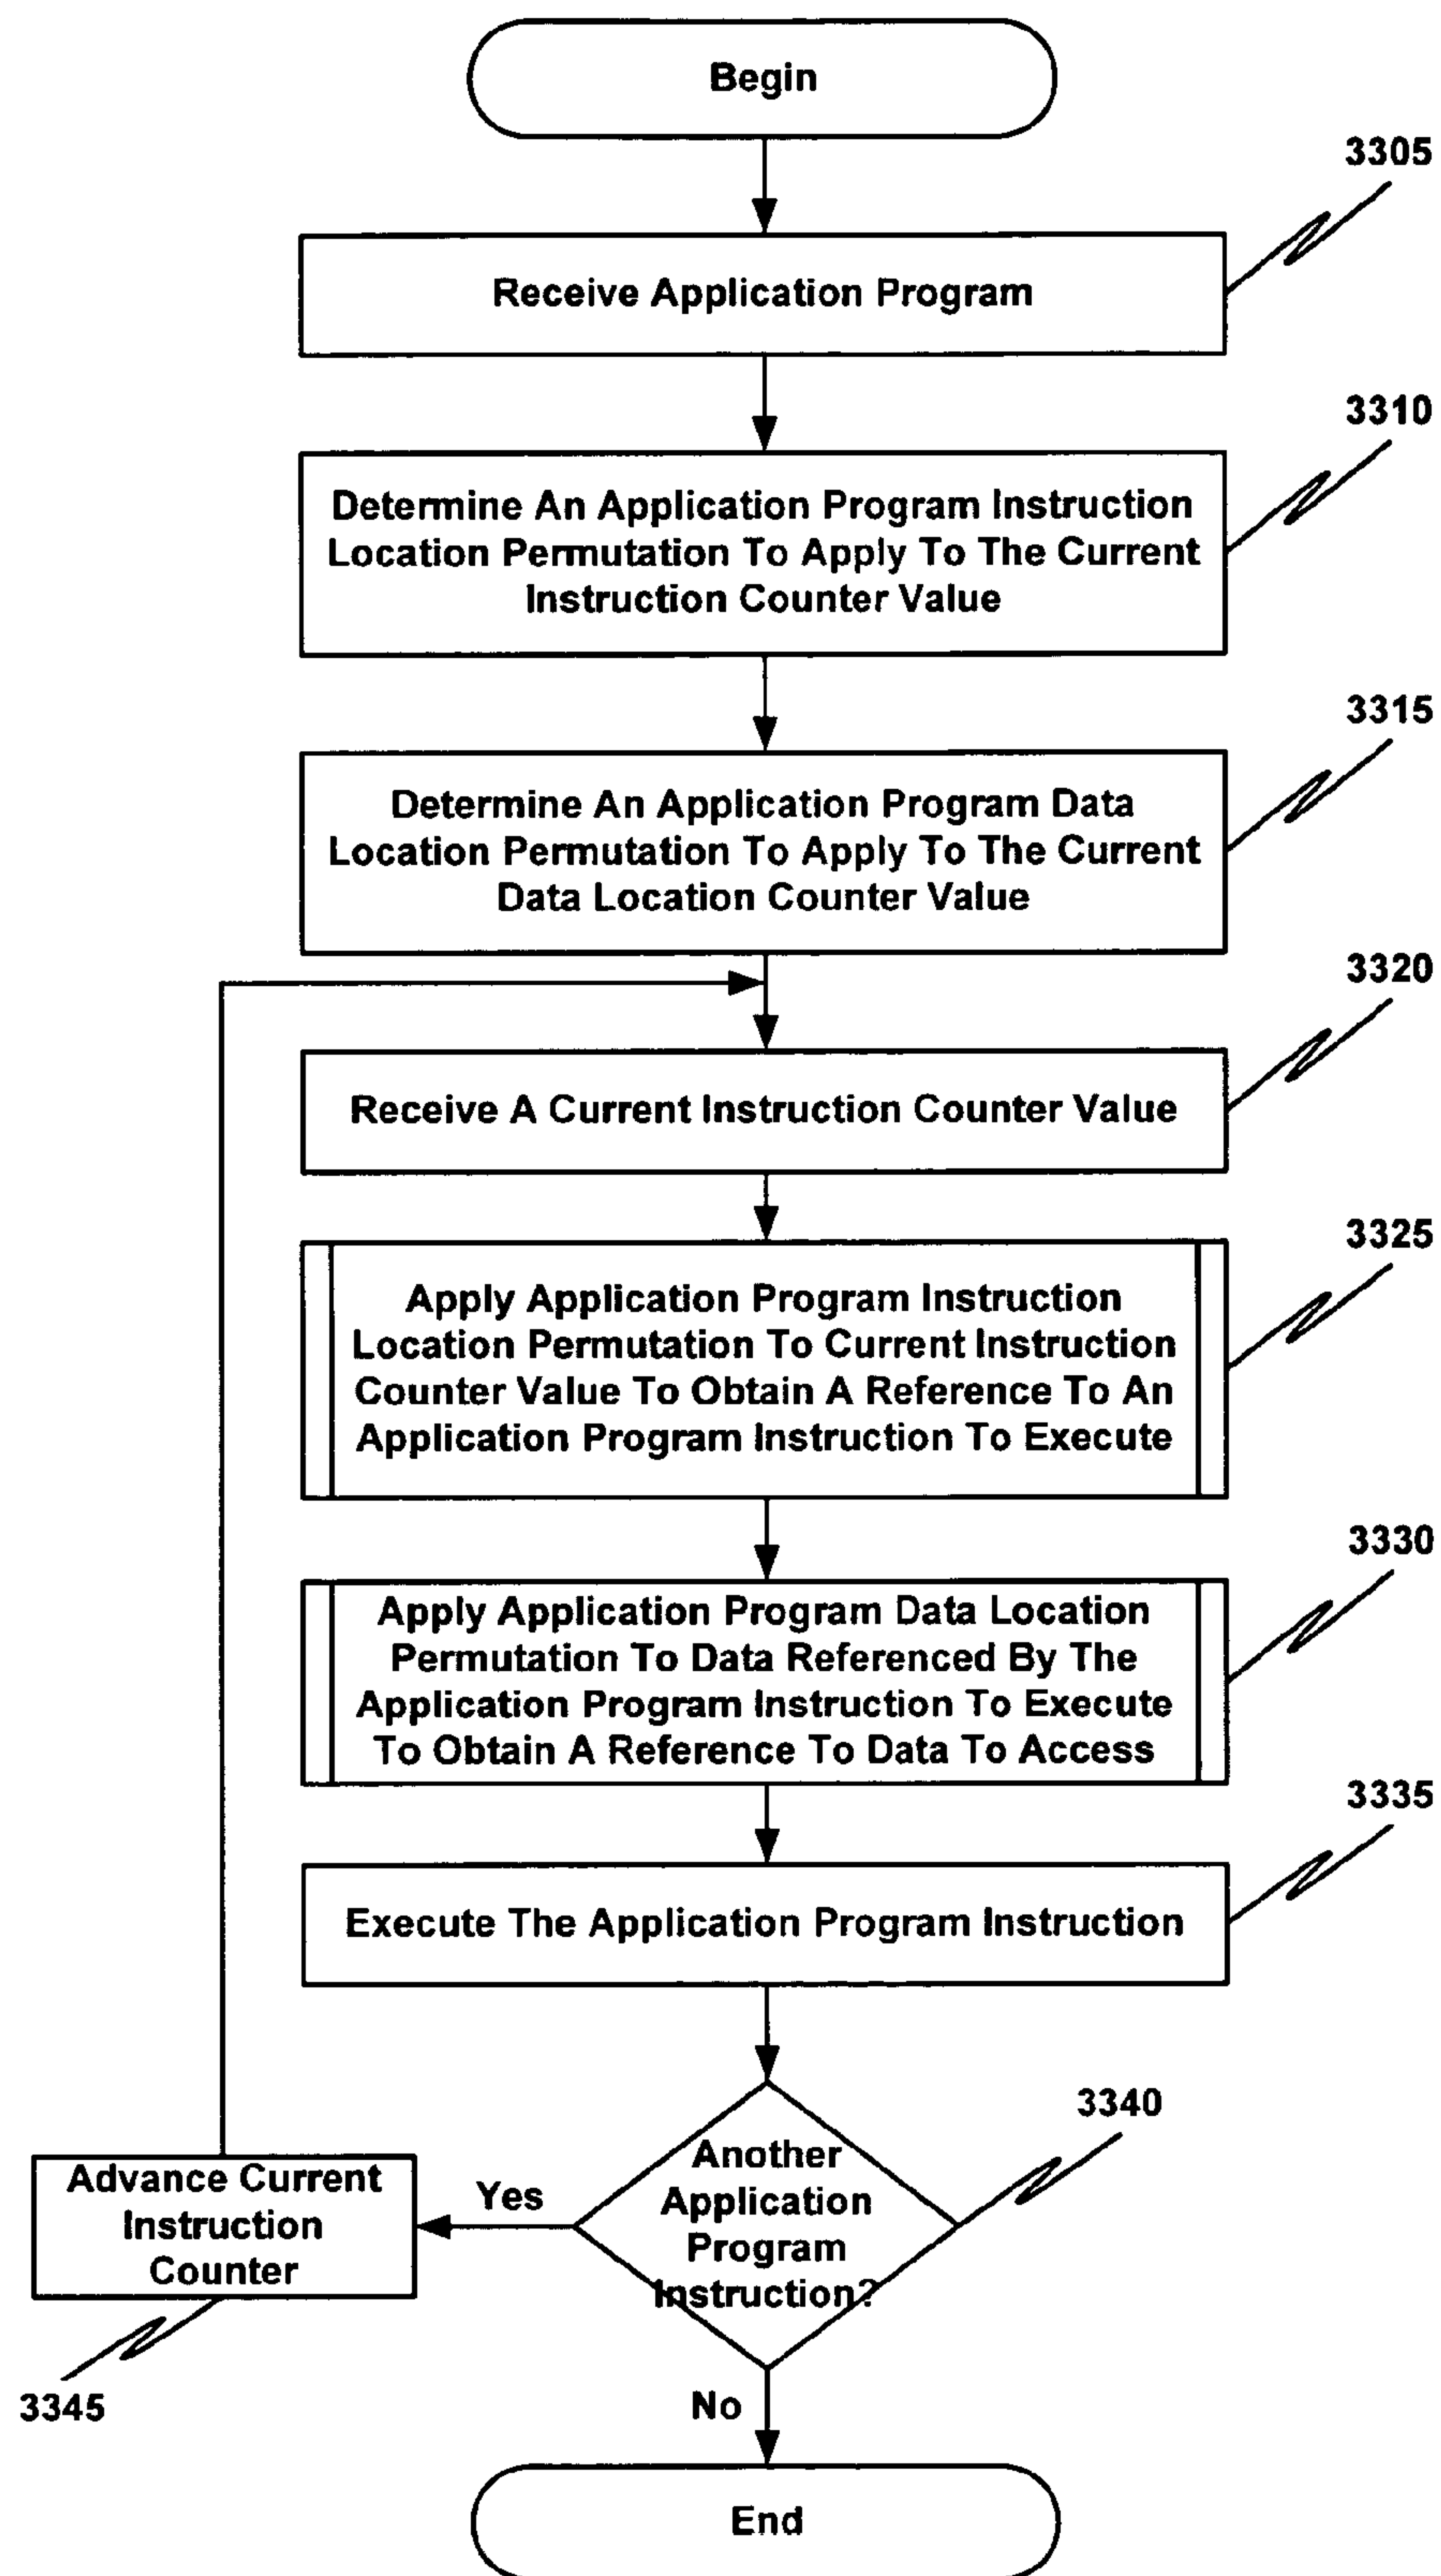 Begin
3305
Receive Application Program
3310
Determine An Application Program Instruction
Location Permutation To Apply To The Current
Instruction Counter Value
3315
Determine An Application Program Data
Location Permutation To Apply To The Current
Data Location Counter Value
3320
Receive A Current Instruction Counter Value
3325
Apply Application Program Instruction
Location Permutation To Current Instruction
Counter Value To Obtain A Reference To An
Application Program Instruction To Execute
3330
Apply Application Program Data Location
Permutation To Data Referenced By The
Application Program Instruction To Execute
To Obtain A Reference To Data To Access
3335
Execute The Application Program Instruction
3340
Another
Application
Program
Instruction?
Yes
Advance Current
Instruction
Counter
3345
No
End